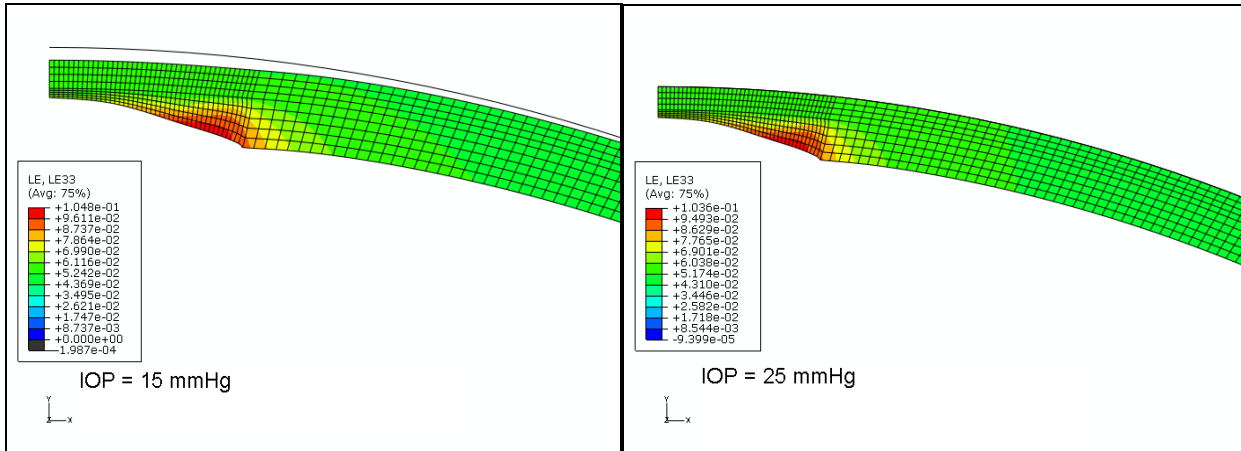 LE, LE33
(Avg: 75%)
+1.048e-01
+9.611e-02
+8.737e-02
+7.864e-02
+6.990e-02
+6.116e-02
+5.242e-02
+4.369e-02
+3.495e-02
+2.621e-02
+1.747e-02
+8.737e-03
+0.000e+00
-1.987e-04
IOP = 15 mmHg
Y
Z X
LE, LE33
(Avg: 75%)
+1.036e-01
+9.493e-02
+8.629e-02
+7.765e-02
+6.901e-02
+6.038e-02
+5.174e-02
+4.310e-02
+3.446e-02
+2.582e-02
+1.718e-02
+8.544e-03
-9.399e-05
IOP = 25 mmHg
Y
Z X